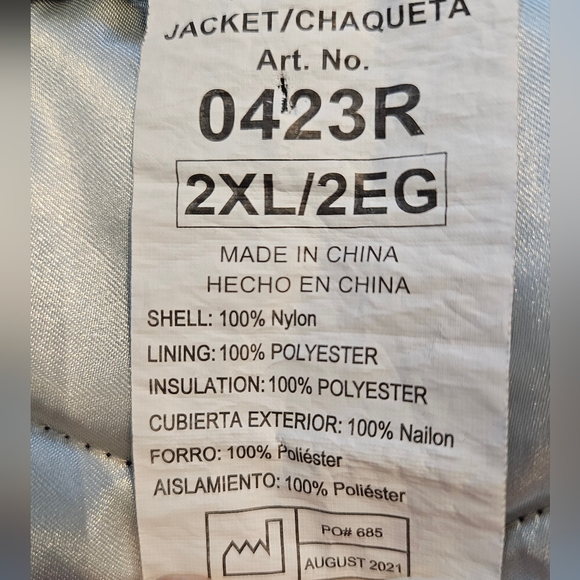 JACKET/CHAQUETA
Art. No.
0423R
2XL/2EG
MADE IN CHINA
HECHO EN CHINA
SHELL: 100% Nylon
LINING: 100% POLYESTER
INSULATION: 100% POLYESTER
CUBIERTA EXTERIOR: 100% Nailon
FORRO: 100% Poliéster
AISLAMIENTO: 100% Poliéster
PO# 685
AUGUST 2021